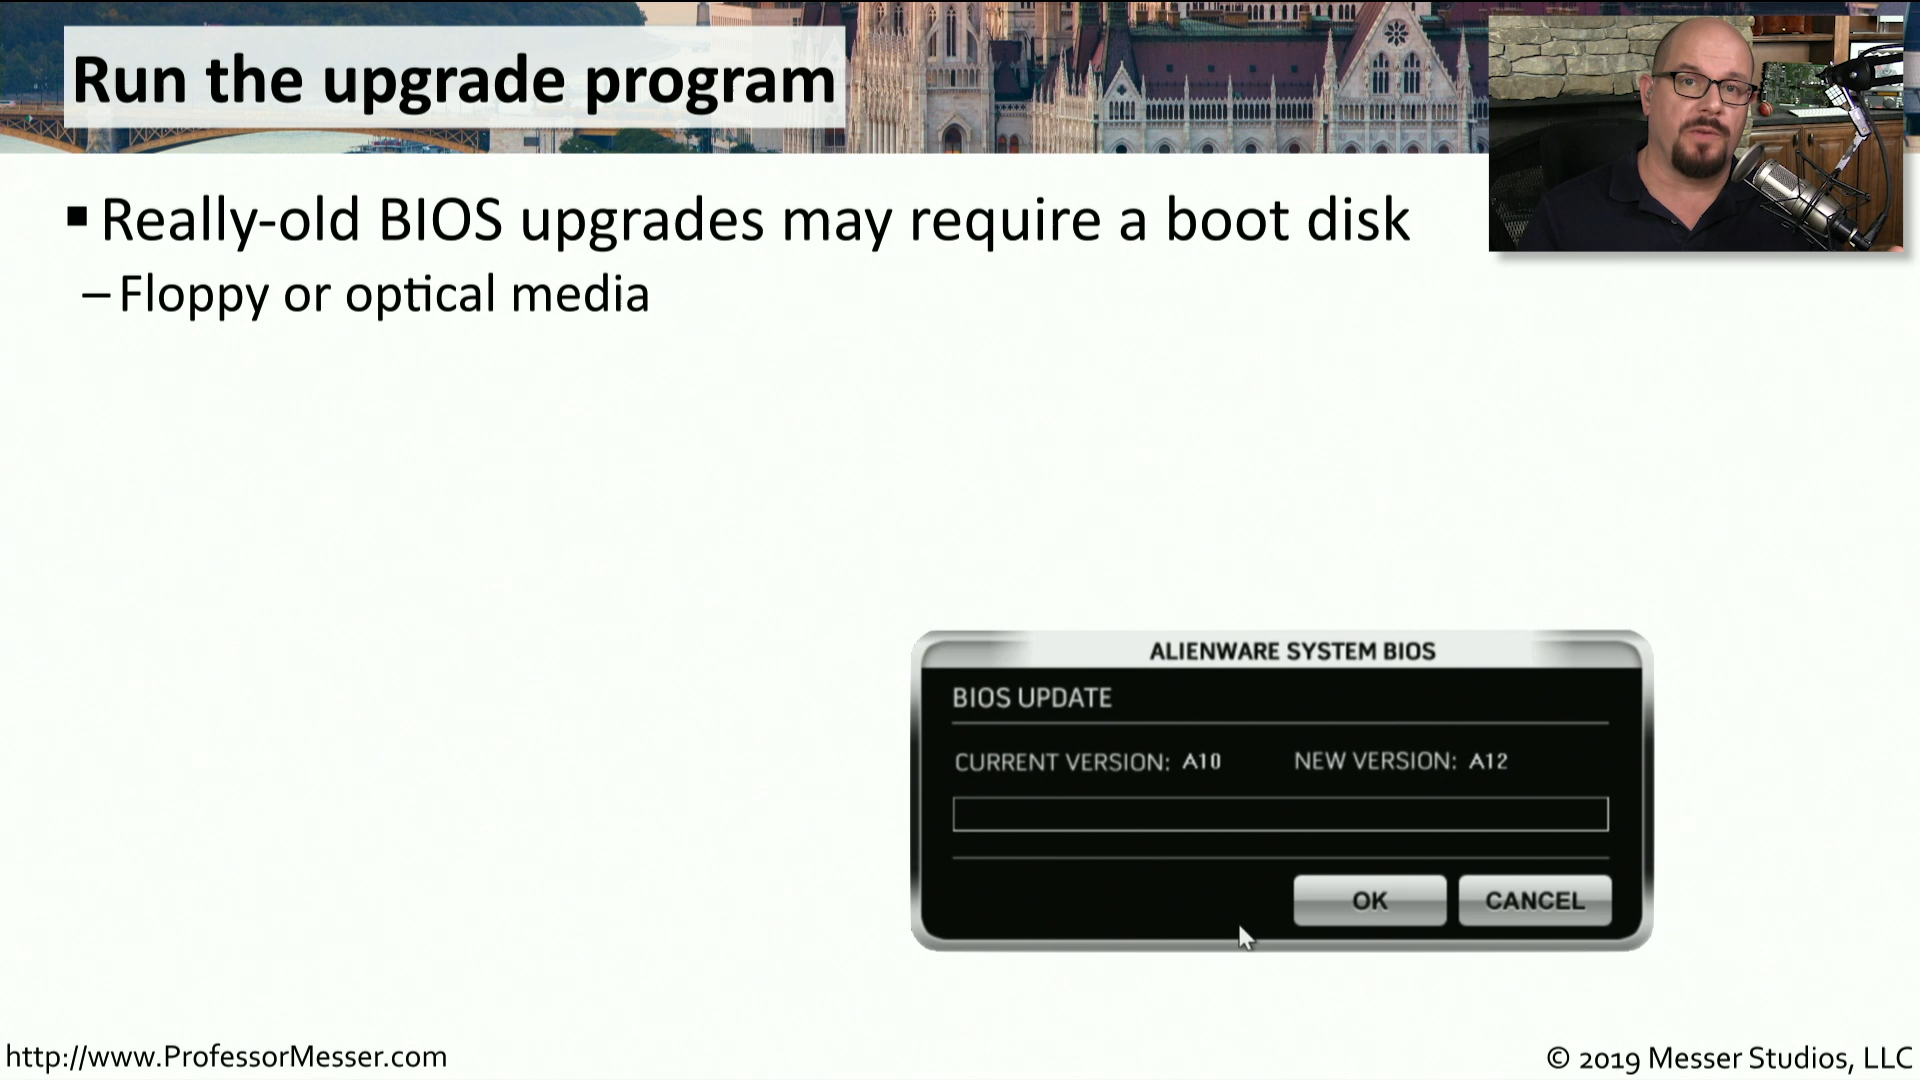 Run the upgrade program
▪ Really-old BIOS upgrades may require a boot disk
– Floppy or optical media
ALIENWARE SYSTEM BIOS
BIOS UPDATE
CURRENT VERSION: A10 NEW VERSION: A12
OK CANCEL
http://www.ProfessorMesser.com © 2019 Messer Studios, LLC